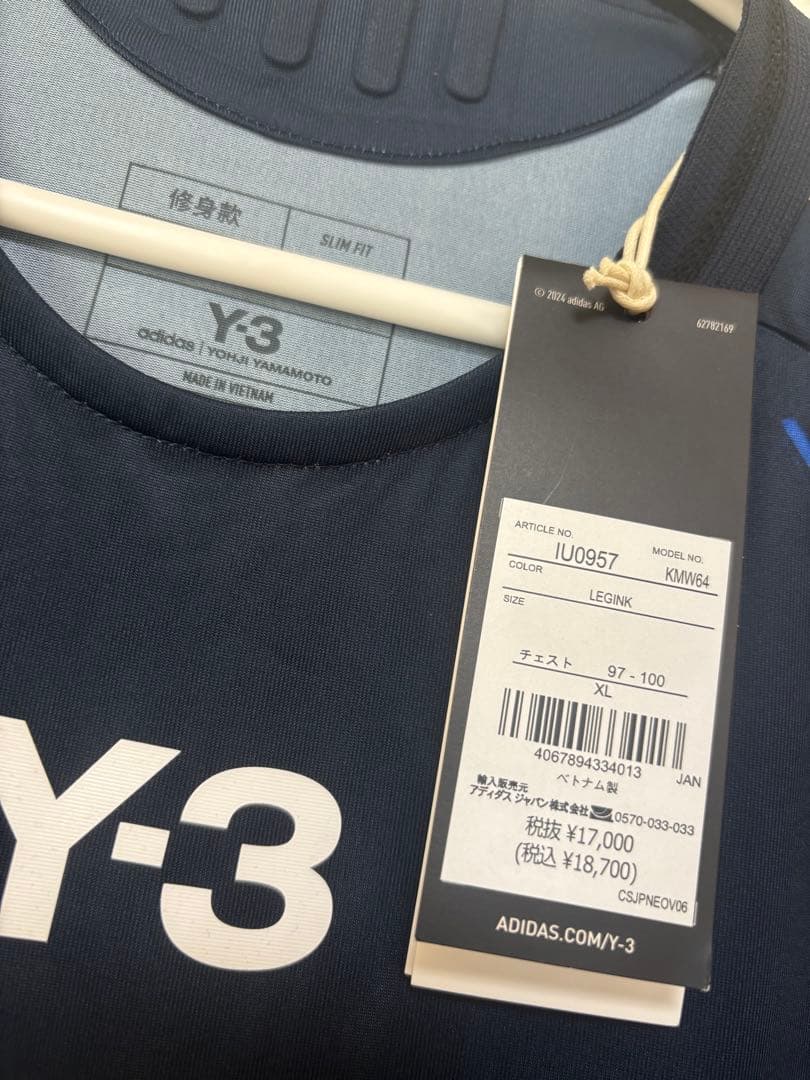 修身款
SLIM FIT
Y-3
adidas | YOHJI YAMAMOTO
MADE IN VIETNAM
© 2024 adidas AG
62782169
ARTICLE NO.
IU0957
MODEL NO.
KMW64
COLOR
LEGINK
SIZE
チェスト 97 - 100
XL
4067894334013
JAN
ベトナム製
輸入販売元
アディダス ジャパン株式会社 0570-033-033
税抜 ¥17,000
(税込 ¥18,700)
CSJPNEOV06
ADIDAS.COM/Y-3
Y-3